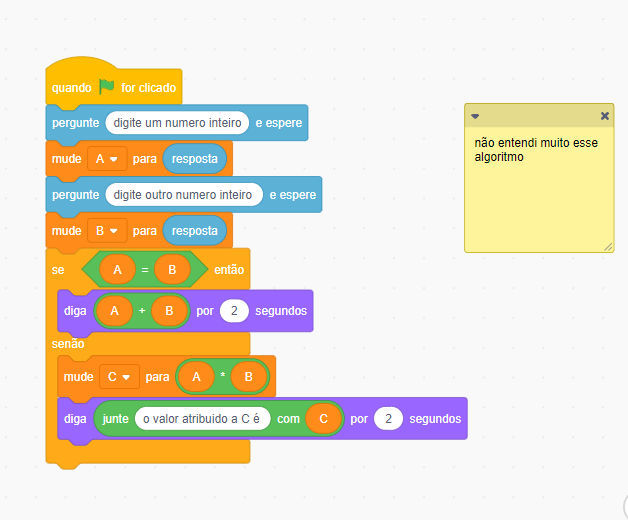 quando for clicado
pergunte digite um numero inteiro e espere
mude A para resposta
pergunte digite outro numero inteiro e espere
mude B para resposta
se A = B então
diga A + B por 2 segundos
senão
mude C para A * B
diga junte o valor atribuido a C é com C por 2 segundos
não entendi muito esse
algoritmo